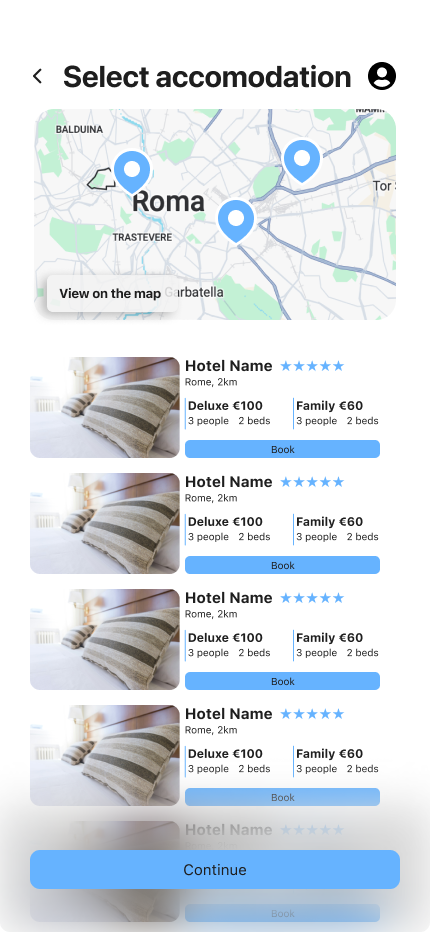 Select accomodation
BALDUINA
Roma
TRASTEVERE
View on the map
Garbatella
Hotel Name ★★★★★
Rome, 2km
Deluxe €100 Family €60
3 people 2 beds 3 people 2 beds
Book
Hotel Name ★★★★★
Rome, 2km
Deluxe €100 Family €60
3 people 2 beds 3 people 2 beds
Book
Hotel Name ★★★★★
Rome, 2km
Deluxe €100 Family €60
3 people 2 beds 3 people 2 beds
Book
Hotel Name ★★★★★
Rome, 2km
Deluxe €100 Family €60
3 people 2 beds 3 people 2 beds
Book
Hotel Name ★★★★★
Continue
Book